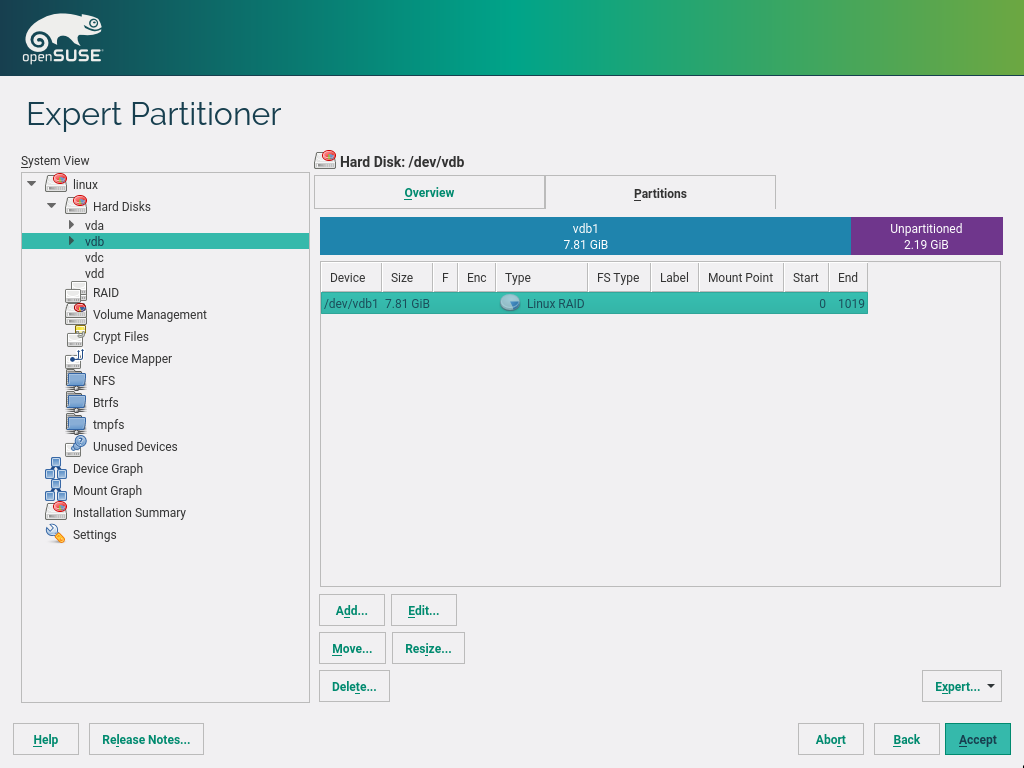 openSUSE
Expert Partitioner
System View
linux
Hard Disks
vda
vdb
vdc
vdd
RAID
Volume Management
Crypt Files
Device Mapper
NFS
Btrfs
tmpfs
Unused Devices
Device Graph
Mount Graph
Installation Summary
Settings
Hard Disk: /dev/vdb
Overview Partitions
vdb1 Unpartitioned
7.81 GiB 2.19 GiB
Device Size F Enc Type FS Type Label Mount Point Start End
/dev/vdb1 7.81 GiB Linux RAID 0 1019
Add... Edit...
Move... Resize...
Delete... Expert...
Help Release Notes... Abort Back Accept